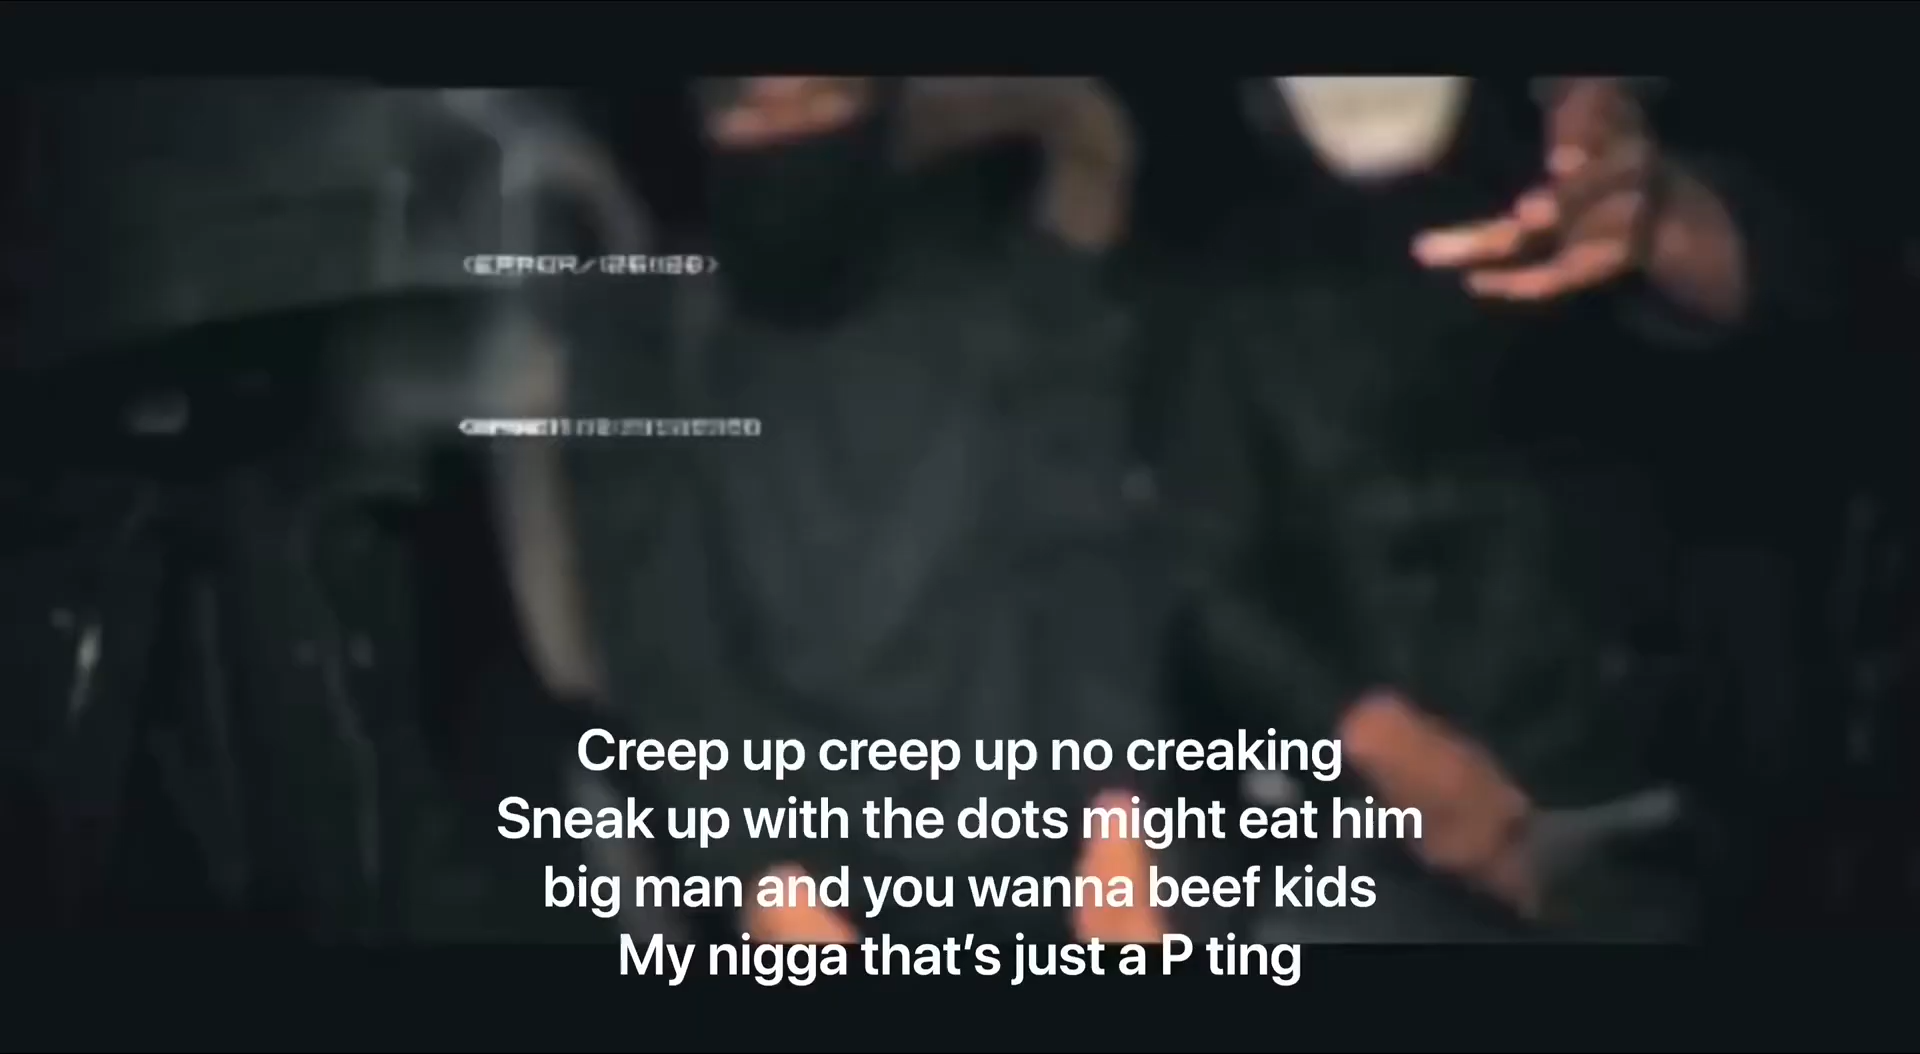 Creep up creep up no creaking
Sneak up with the dots might eat him
big man and you wanna beef kids
My nigga that's just a P ting